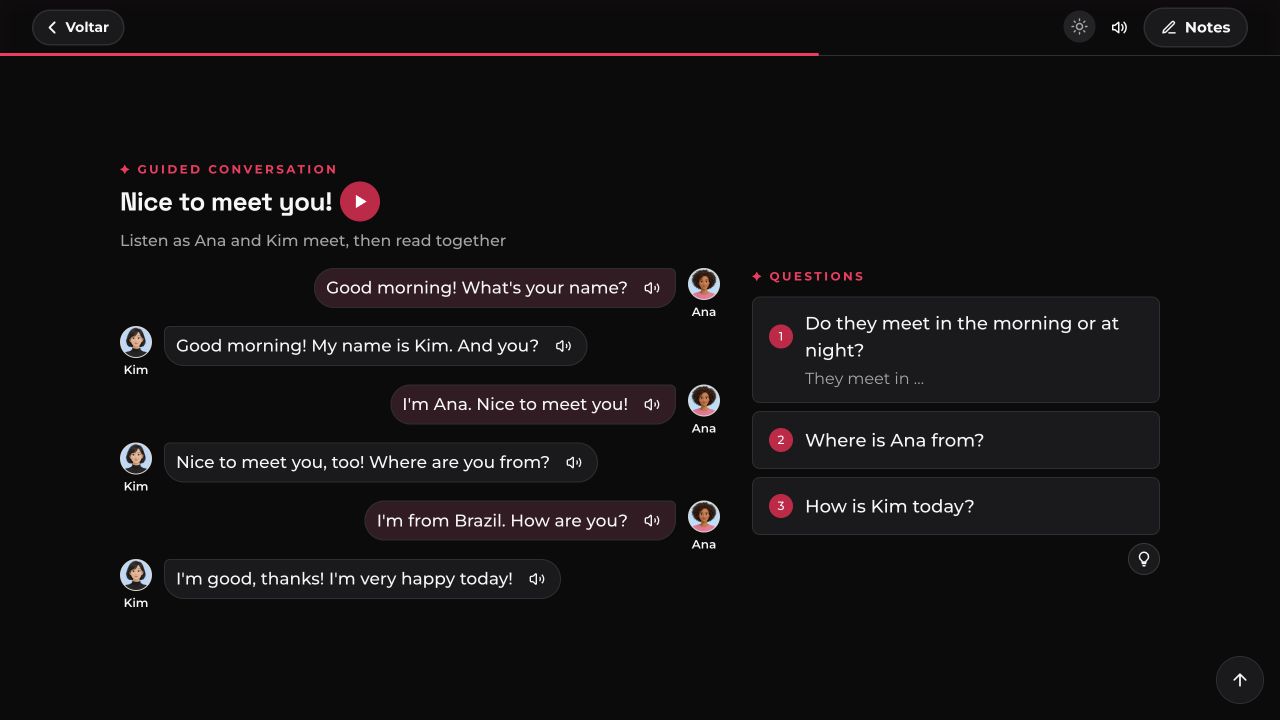 Voltar
Notes
GUIDED CONVERSATION
Nice to meet you!
Listen as Ana and Kim meet, then read together
Good morning! What's your name?
Ana
Good morning! My name is Kim. And you?
Kim
I'm Ana. Nice to meet you!
Ana
Nice to meet you, too! Where are you from?
Kim
I'm from Brazil. How are you?
Ana
I'm good, thanks! I'm very happy today!
Kim
QUESTIONS
1
Do they meet in the morning or at
night?
They meet in ...
2
Where is Ana from?
3
How is Kim today?